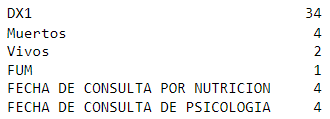 DX1 34
Muertos 4
Vivos 2
FUM 1
FECHA DE CONSULTA POR NUTRICION 4
FECHA DE CONSULTA DE PSICOLOGIA 4